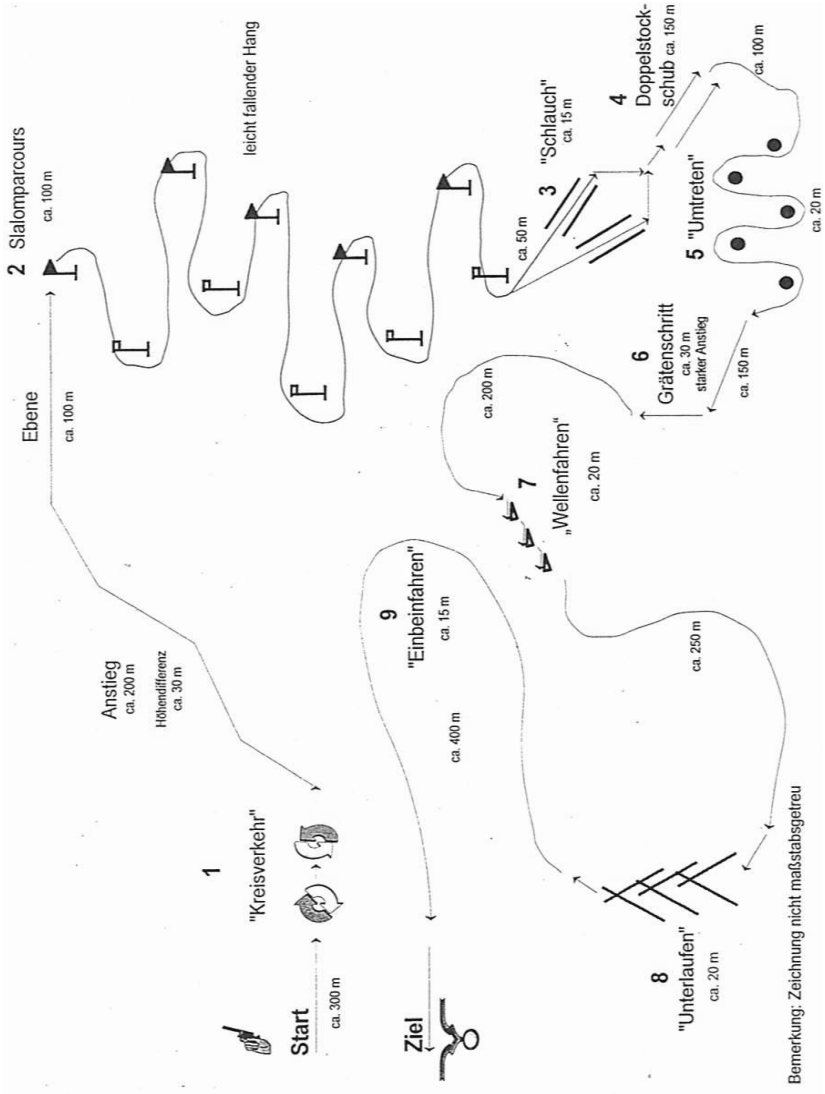 Start
ca. 300 m
1
"Kreisverkehr"
Anstieg
ca. 200 m
Höhendifferenz
ca. 30 m
Ebene
ca. 100 m
2 Slalomparcours
ca. 100 m
leicht fallender Hang
ca. 50 m
3 "Schlauch"
ca. 15 m
4
Doppelstock-
schub ca. 150 m
ca. 100 m
5 "Umtreten"
ca. 20 m
ca. 150 m
6
Grätenschritt
ca. 30 m
starker Anstieg
ca. 200 m
7
„Wellenfahren“
ca. 20 m
ca. 250 m
8
"Unterlaufen"
ca. 20 m
9
"Einbeinfahren"
ca. 15 m
ca. 400 m
Ziel
Bemerkung: Zeichnung nicht maßstabsgetreu